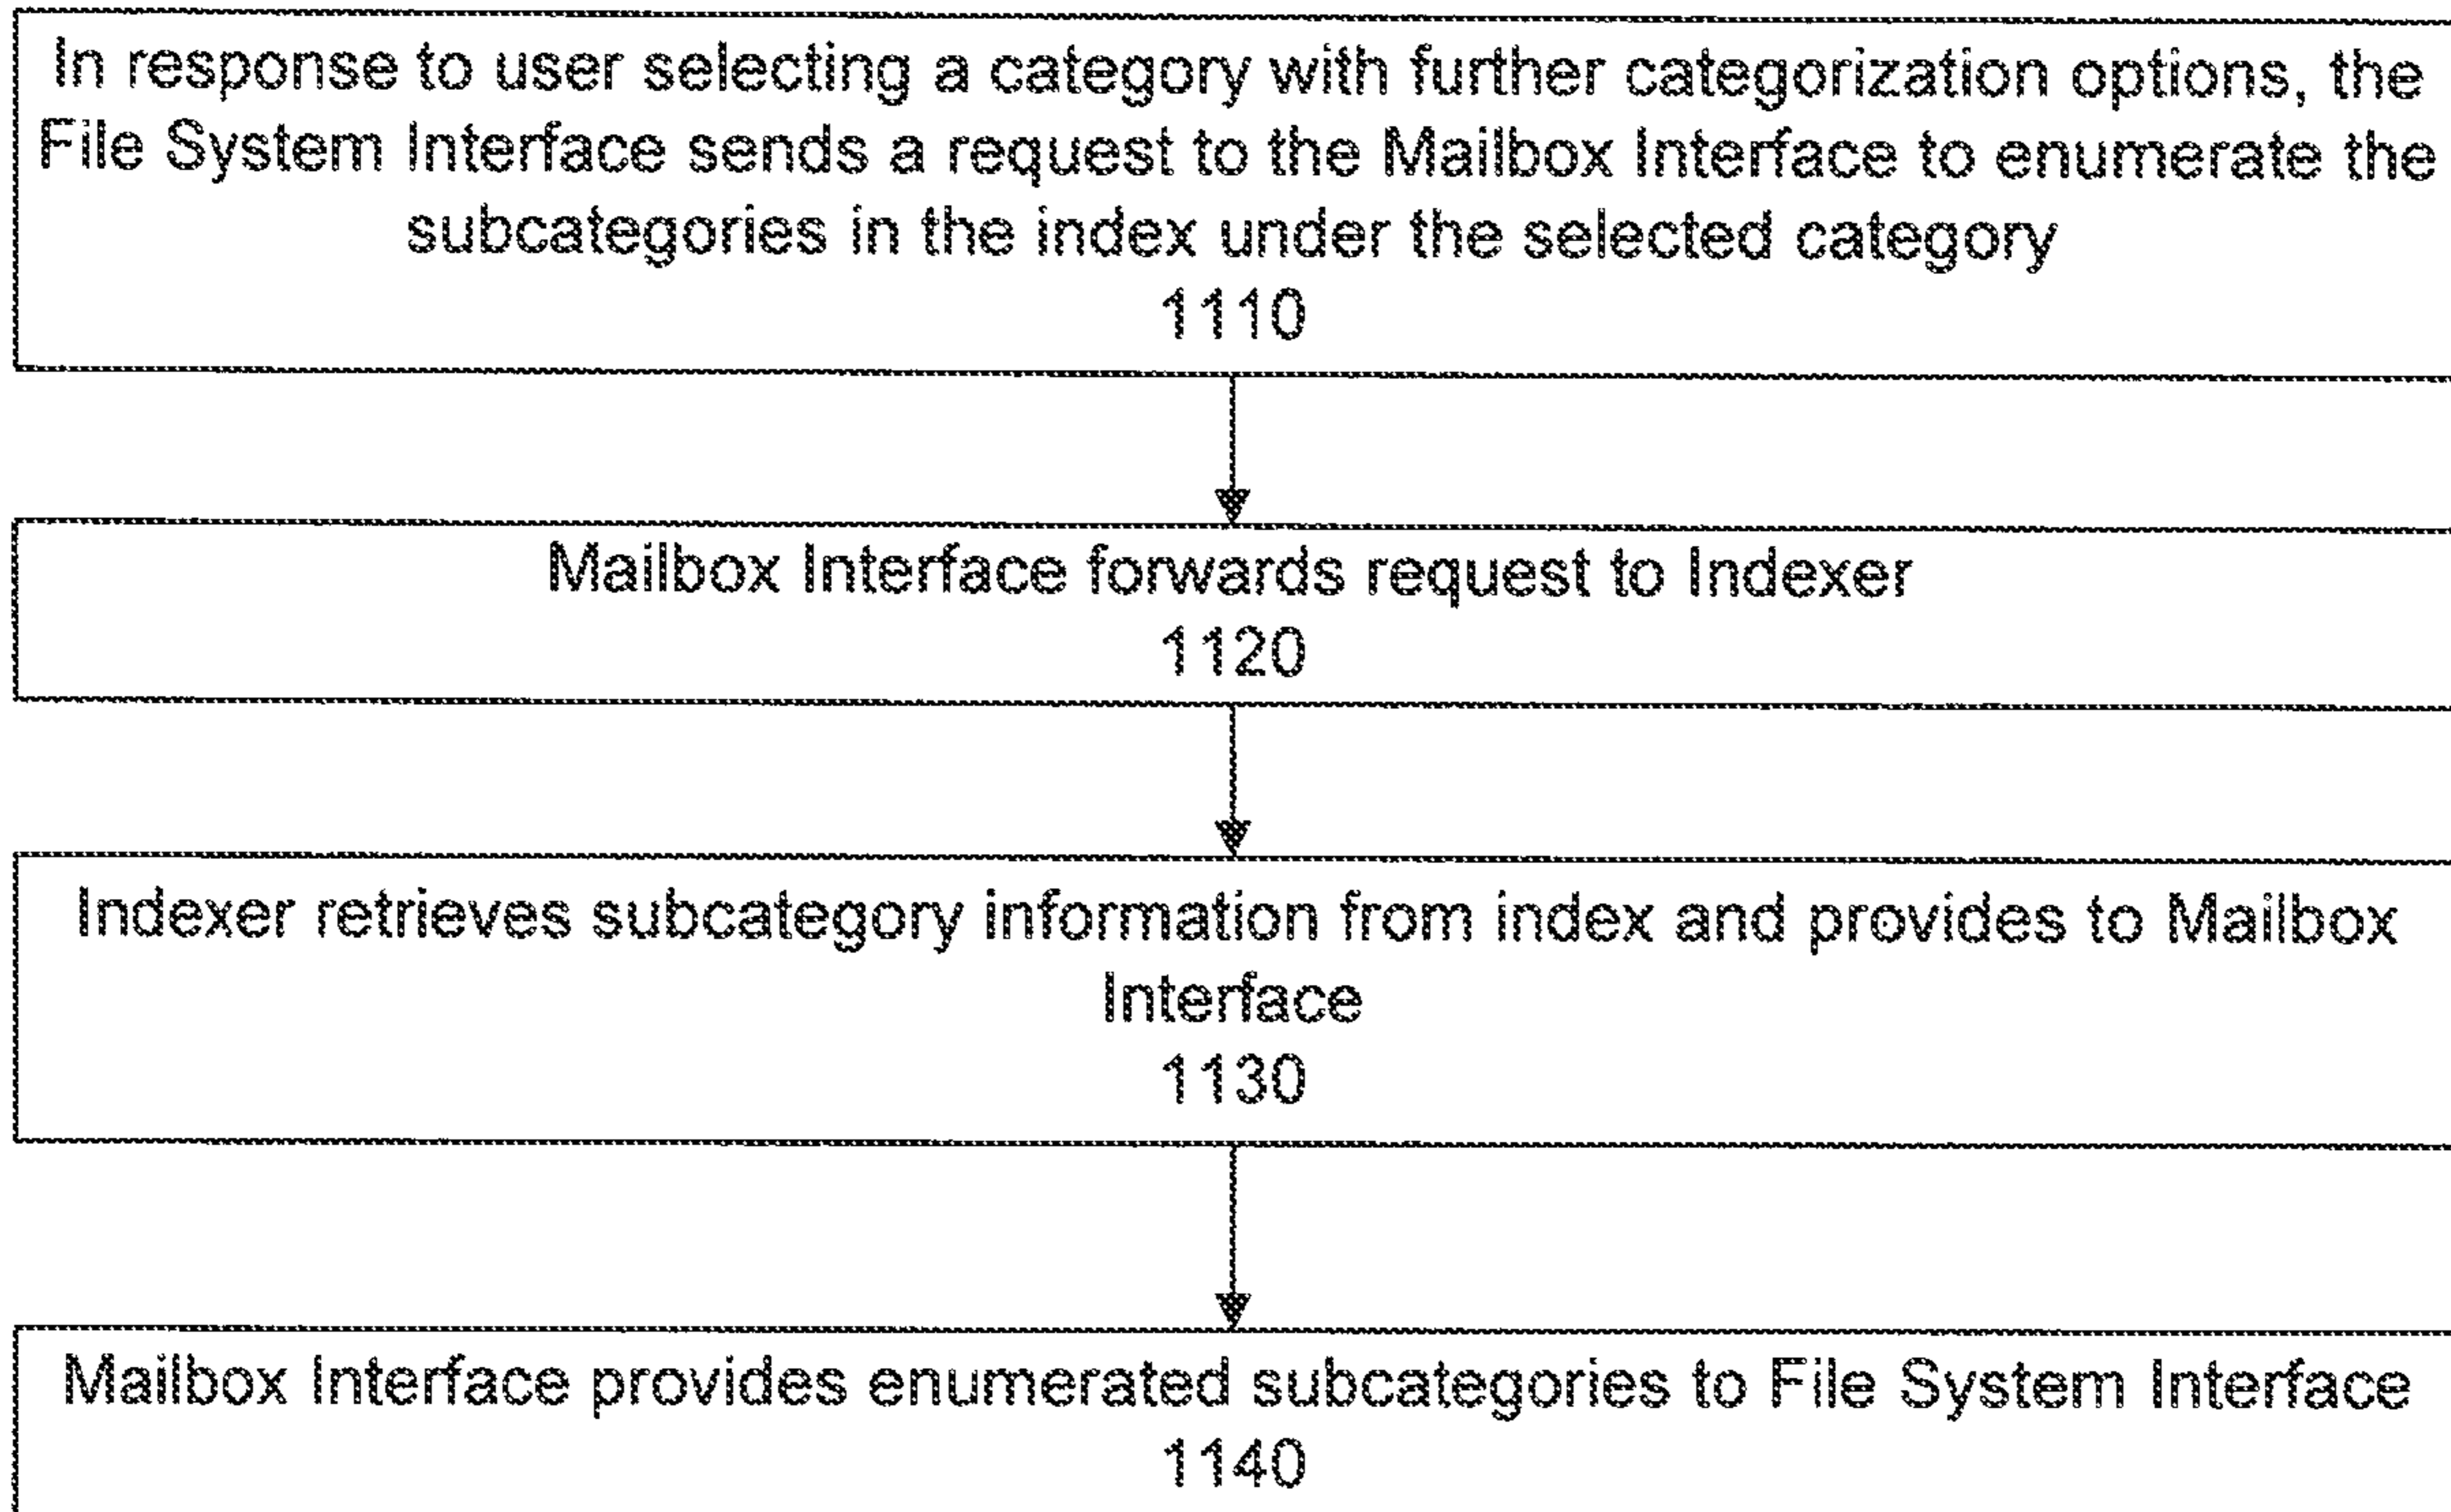 In response to user selecting a category with further categorization options, the
File System Interface sends a request to the Mailbox Interface to enumerate the
subcategories in the index under the selected category
1110
Mailbox Interface forwards request to Indexer
1120
Indexer retrieves subcategory information from index and provides to Mailbox
Interface
1130
Mailbox Interface provides enumerated subcategories to File System Interface
1140